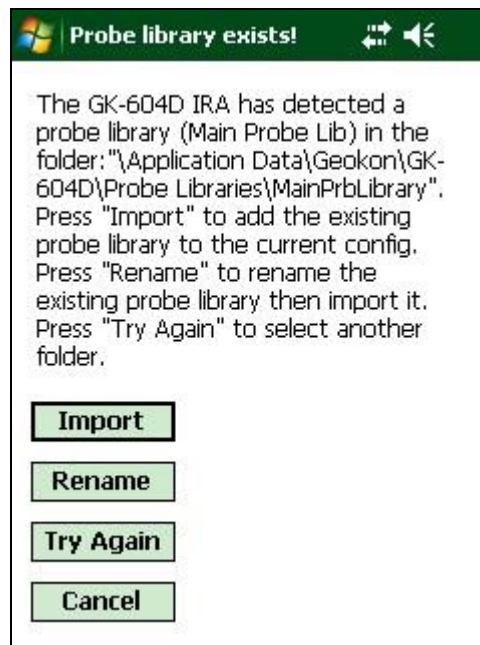 Probe library exists!
The GK-604D IRA has detected a
probe library (Main Probe Lib) in the
folder:"\Application Data\Geokon\GK-
604D\Probe Libraries\MainPrbLibrary".
Press "Import" to add the existing
probe library to the current config.
Press "Rename" to rename the
existing probe library then import it.
Press "Try Again" to select another
folder.
Import
Rename
Try Again
Cancel